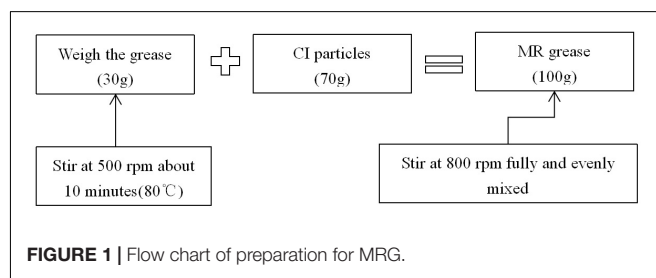 Weigh the grease
(30g)
CI particles
(70g)
MR grease
(100g)
Stir at 500 rpm about
10 minutes(80℃)
Stir at 800 rpm fully and evenly
mixed
FIGURE 1 | Flow chart of preparation for MRG.